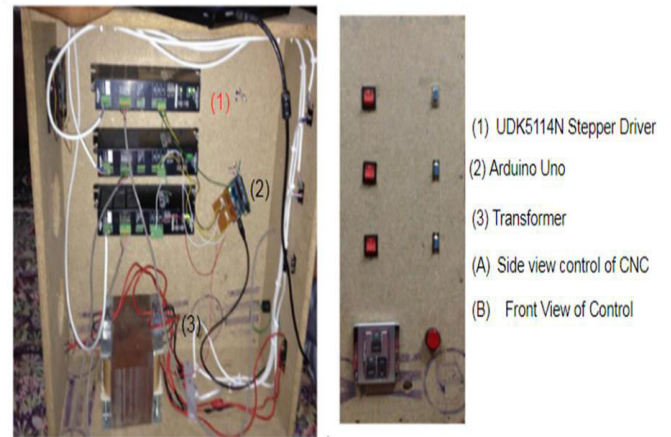 (1)
(2)
(3)
(1) UDK5114N Stepper Driver
(2) Arduino Uno
(3) Transformer
(A) Side view control of CNC
(B) Front View of Control